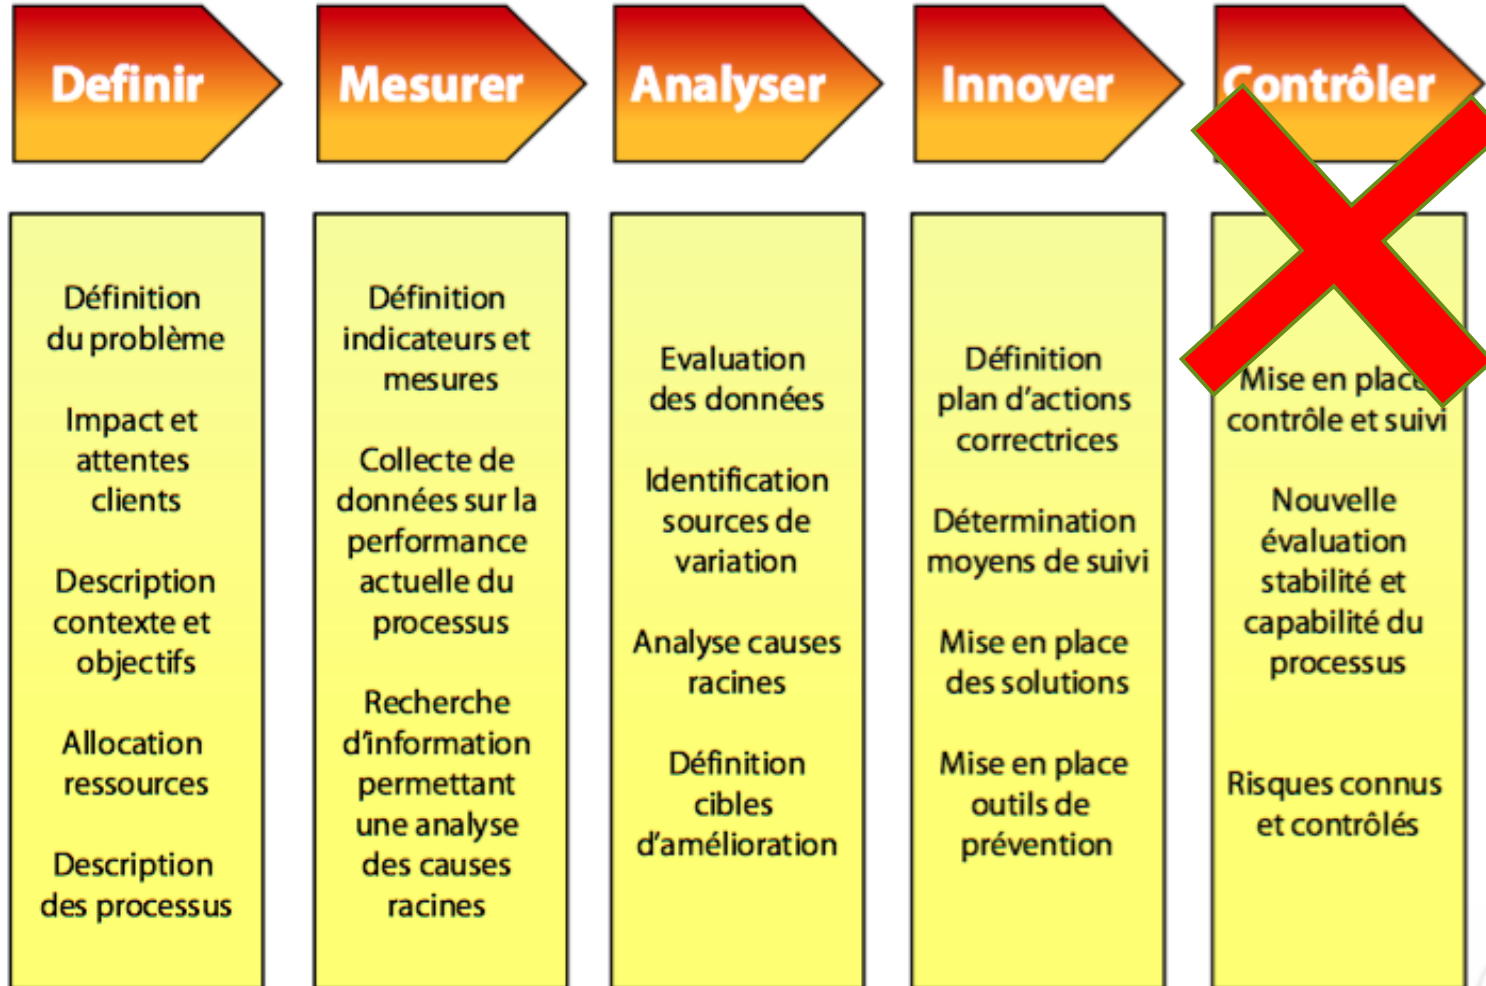 Definir
Mesurer
Analyser
Innover
Contrôler
Définition
du problème
Impact et
attentes
clients
Description
contexte et
objectifs
Allocation
ressources
Description
des processus
Définition
indicateurs et
mesures
Collecte de
données sur la
performance
actuelle du
processus
Recherche
d'information
permettant
une analyse
des causes
racines
Evaluation
des données
Identification
sources de
variation
Analyse causes
racines
Définition
cibles
d'amélioration
Définition
plan d'actions
correctrices
Détermination
moyens de suivi
Mise en place
des solutions
Mise en place
outils de
prévention
Mise en place
contrôle et suivi
Nouvelle
évaluation
stabilité et
capabilité du
processus
Risques connus
et contrôlés